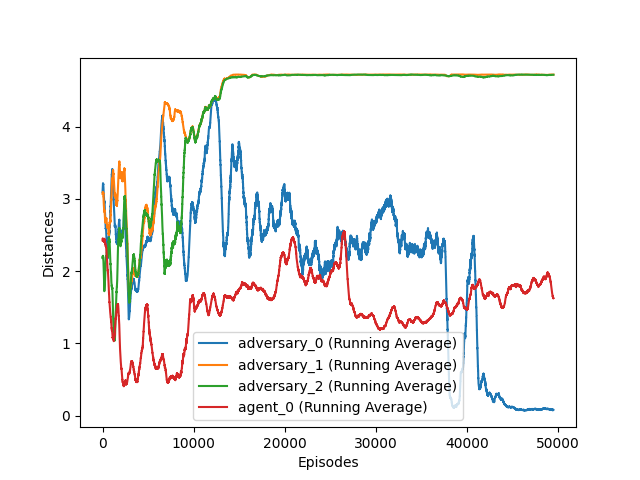 4
3
2
1
0
Distances
adversary_0 (Running Average)
adversary_1 (Running Average)
adversary_2 (Running Average)
agent_0 (Running Average)
0 10000 20000 30000 40000 50000
Episodes